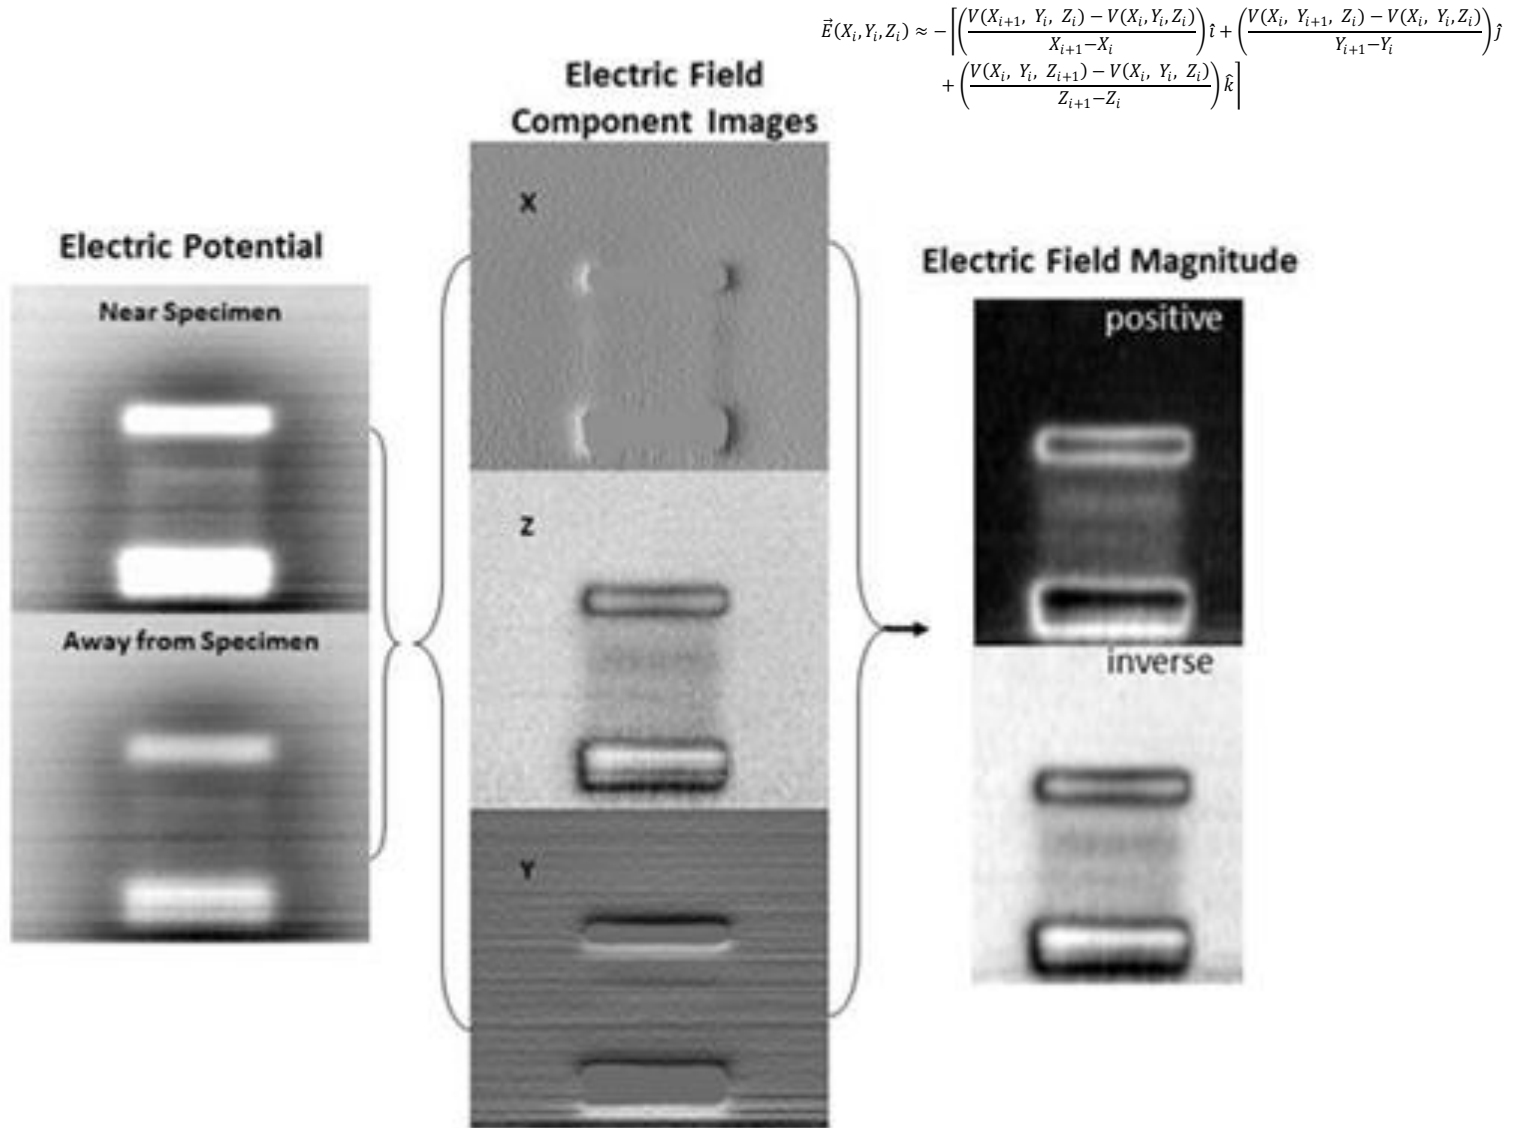 E⃗(Xᵢ,Yᵢ,Zᵢ) ≈ −[((V(Xᵢ₊₁, Yᵢ, Zᵢ) − V(Xᵢ,Yᵢ,Zᵢ))/(Xᵢ₊₁−Xᵢ)) î + ((V(Xᵢ, Yᵢ₊₁, Zᵢ) − V(Xᵢ, Yᵢ,Zᵢ))/(Yᵢ₊₁−Yᵢ)) ĵ
+ ((V(Xᵢ, Yᵢ, Zᵢ₊₁) − V(Xᵢ, Yᵢ, Zᵢ))/(Zᵢ₊₁−Zᵢ)) k̂]
Electric Field
Component Images
X
Z
Y
Electric Potential
Near Specimen
Away from Specimen
Electric Field Magnitude
positive
inverse